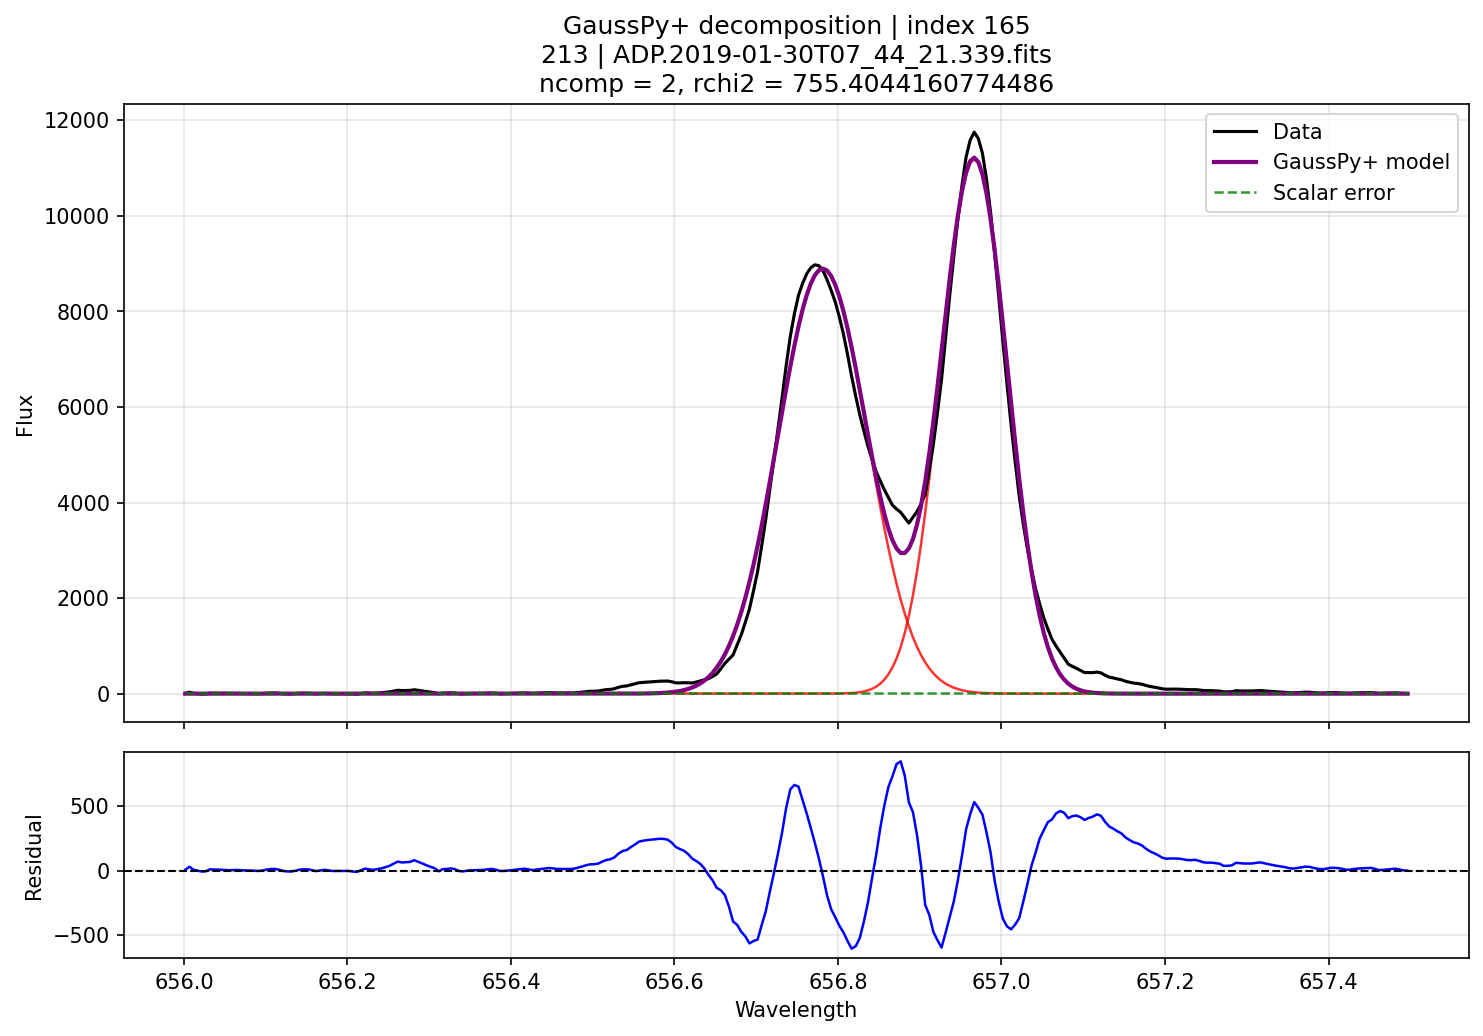 GaussPy+ decomposition | index 165
213 | ADP.2019-01-30T07_44_21.339.fits
ncomp = 2, rchi2 = 755.4044160774486
12000
10000
8000
6000
4000
2000
0
Flux
Data
GaussPy+ model
Scalar error
500
0
−500
Residual
656.0
656.2
656.4
656.6
656.8
657.0
657.2
657.4
Wavelength